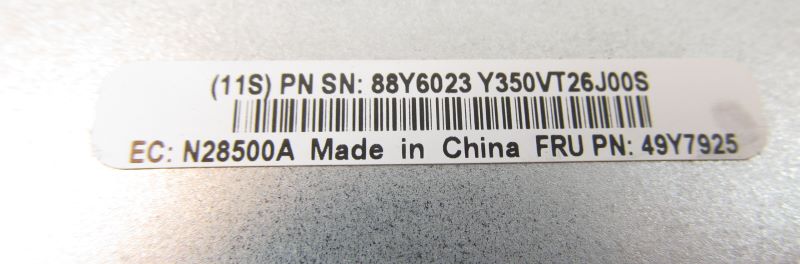 (11S) PN SN: 88Y6023 Y350VT26J00S
EC: N28500A Made in China FRU PN: 49Y7925